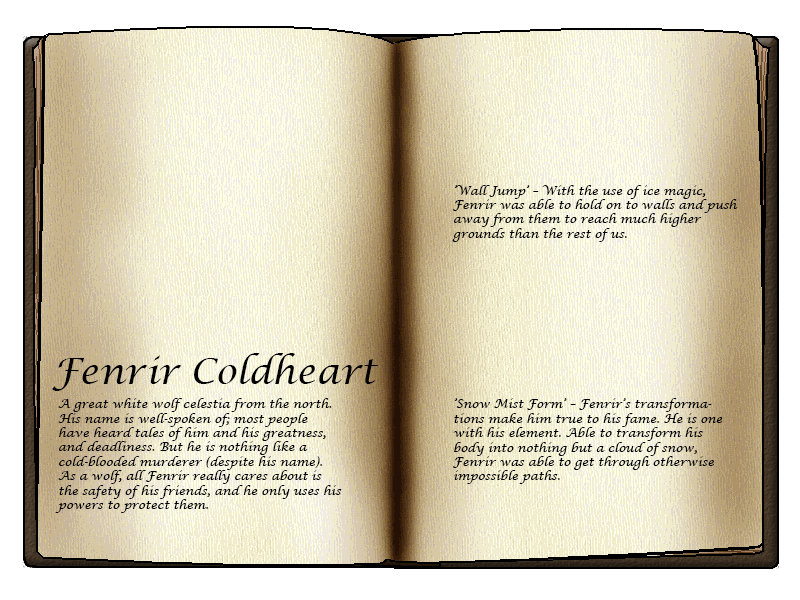 Fenrir Coldheart
A great white wolf celestia from the north.
His name is well-spoken of; most people
have heard tales of him and his greatness,
and deadliness. But he is nothing like a
cold-blooded murderer (despite his name).
As a wolf, all Fenrir really cares about is
the safety of his friends, and he only uses his
powers to protect them.
'Wall Jump' – With the use of ice magic,
Fenrir was able to hold on to walls and push
away from them to reach much higher
grounds than the rest of us.
'Snow Mist Form' – Fenrir's transforma-
tions make him true to his fame. He is one
with his element. Able to transform his
body into nothing but a cloud of snow,
Fenrir was able to get through otherwise
impossible paths.